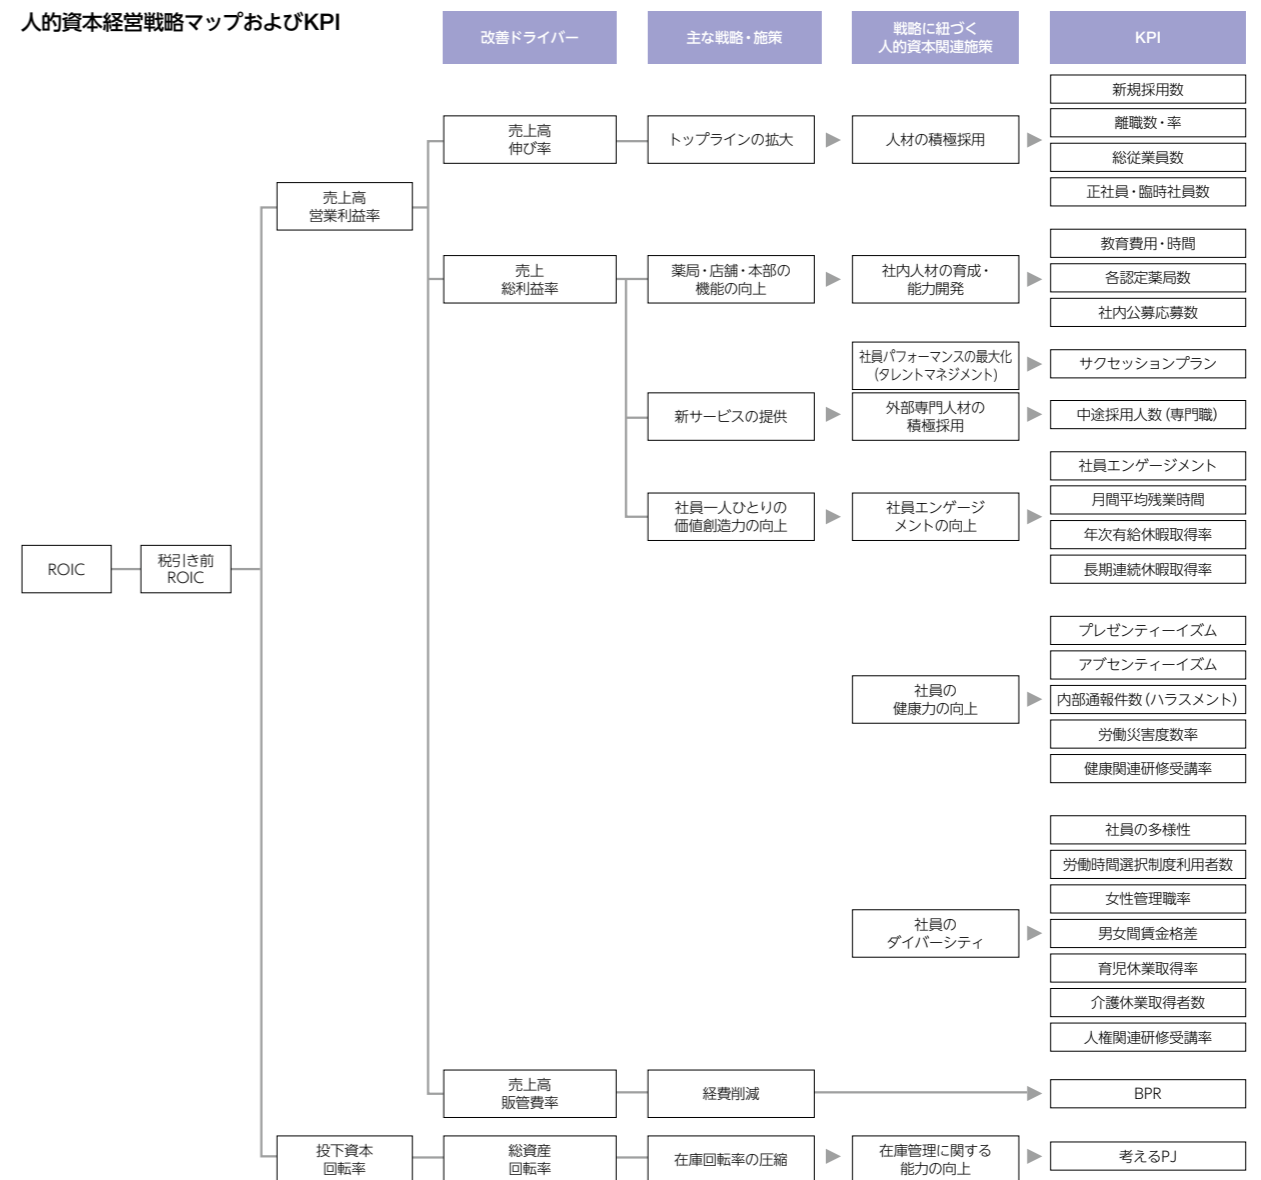 人的資本経営戦略マップおよびKPI
改善ドライバー
主な戦略・施策
戦略に紐づく
人的資本関連施策
KPI
ROIC
税引き前
ROIC
売上高
営業利益率
売上高
伸び率
トップラインの拡大
人材の積極採用
新規採用数
離職数・率
総従業員数
正社員・臨時社員数
売上
総利益率
薬局・店舗・本部の
機能の向上
社内人材の育成・
能力開発
教育費用・時間
各認定薬局数
社内公募応募数
社員パフォーマンスの最大化
(タレントマネジメント)
サクセッションプラン
新サービスの提供
外部専門人材の
積極採用
中途採用人数(専門職)
社員一人ひとりの
価値創造力の向上
社員エンゲージ
メントの向上
社員エンゲージメント
月間平均残業時間
年次有給休暇取得率
長期連続休暇取得率
社員の
健康力の向上
プレゼンティーイズム
アブセンティーイズム
内部通報件数(ハラスメント)
労働災害度数率
健康関連研修受講率
社員の
ダイバーシティ
社員の多様性
労働時間選択制度利用者数
女性管理職率
男女間賃金格差
育児休業取得率
介護休業取得者数
人権関連研修受講率
売上高
販管費率
経費削減
BPR
投下資本
回転率
総資産
回転率
在庫回転率の圧縮
在庫管理に関する
能力の向上
考えるPJ